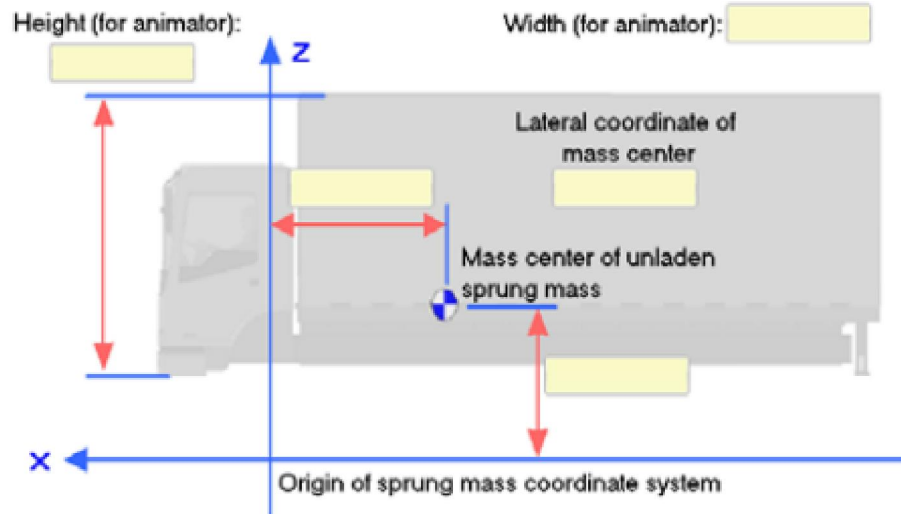 Height (for animator):
Width (for animator):
Z
Lateral coordinate of
mass center
Mass center of unladen
sprung mass
X
Origin of sprung mass coordinate system